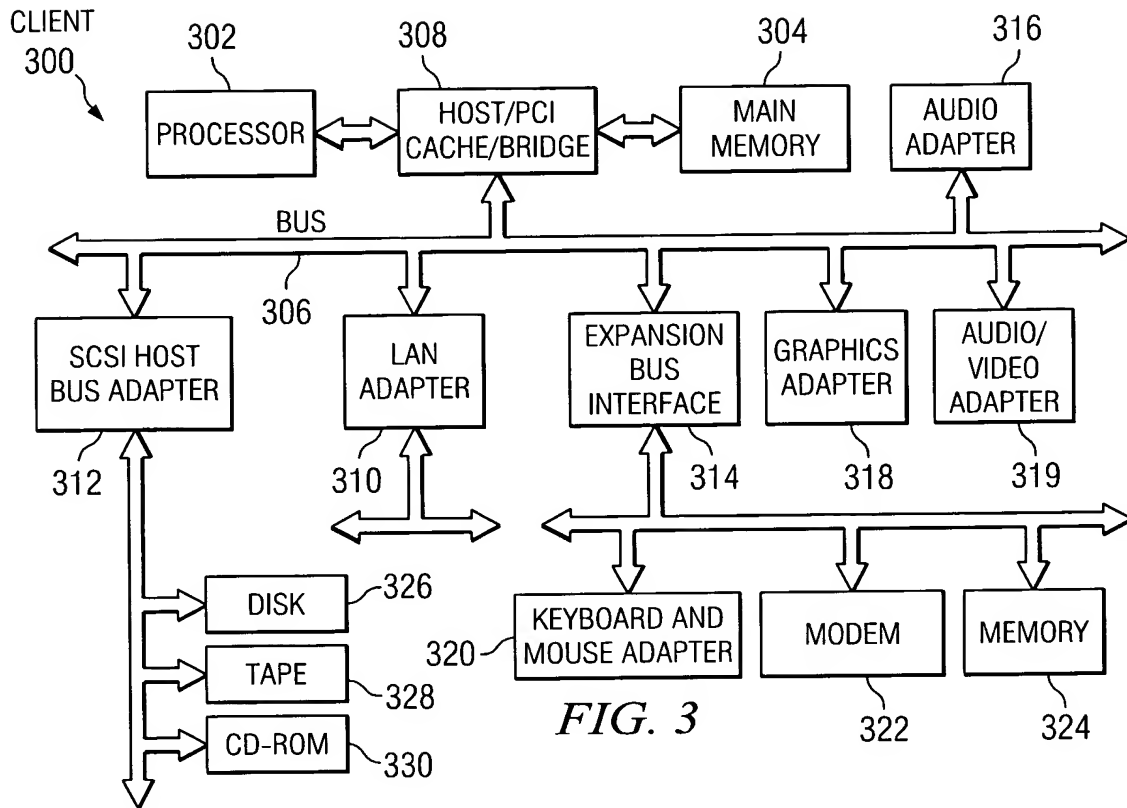 CLIENT
300
302
308
304
316
PROCESSOR
HOST/PCI
CACHE/BRIDGE
MAIN
MEMORY
AUDIO
ADAPTER
BUS
306
SCSI HOST
BUS ADAPTER
LAN
ADAPTER
EXPANSION
BUS
INTERFACE
GRAPHICS
ADAPTER
AUDIO/
VIDEO
ADAPTER
312
310
314
318
319
DISK
326
TAPE
328
CD-ROM
330
320
KEYBOARD AND
MOUSE ADAPTER
MODEM
MEMORY
322
324
FIG. 3